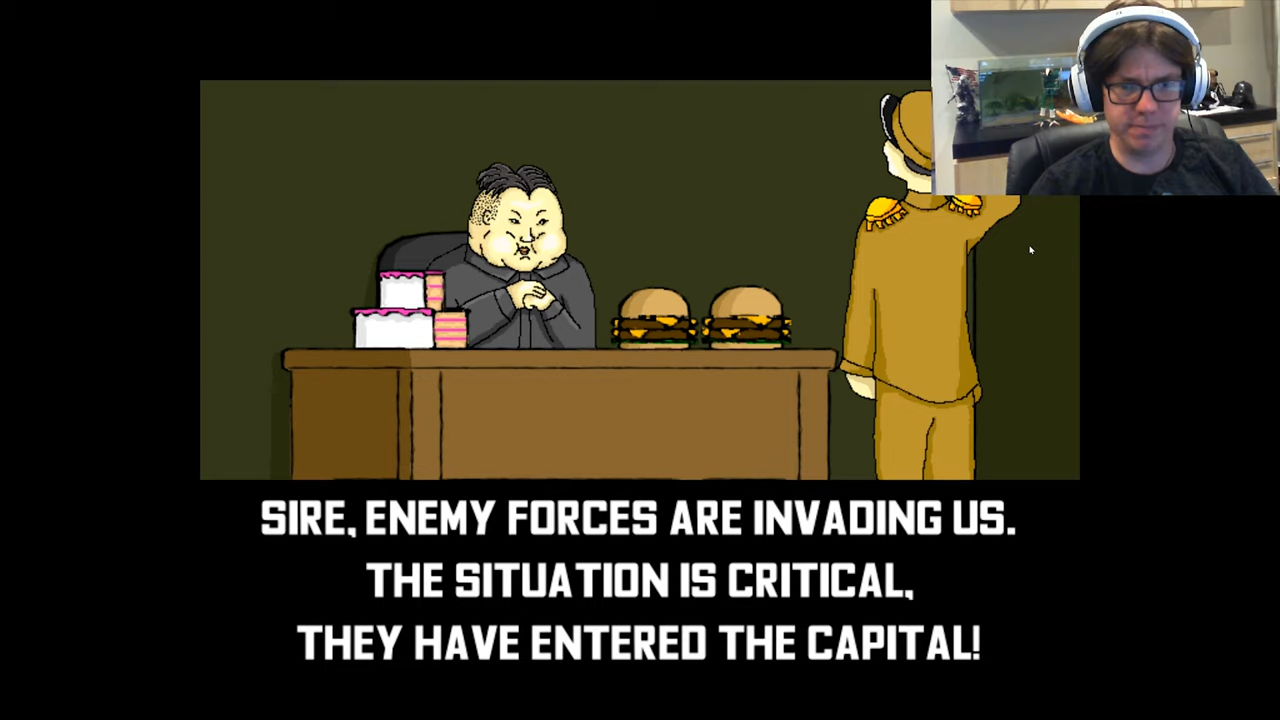 SIRE, ENEMY FORCES ARE INVADING US.
THE SITUATION IS CRITICAL,
THEY HAVE ENTERED THE CAPITAL!